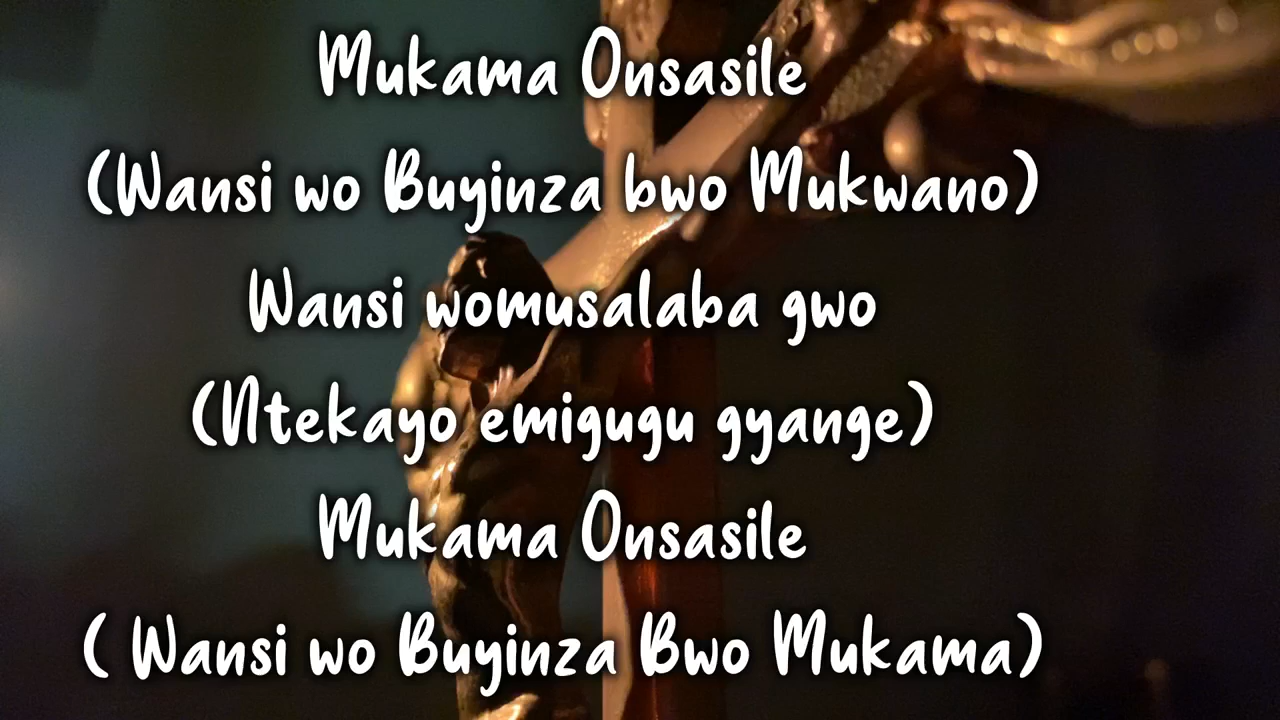 Mukama Onsasile
(Wansi wo Buyinza bwo Mukwano)
Wansi womusalaba gwo
(Ntekayo emigugu gyange)
Mukama Onsasile
( Wansi wo Buyinza Bwo Mukama)